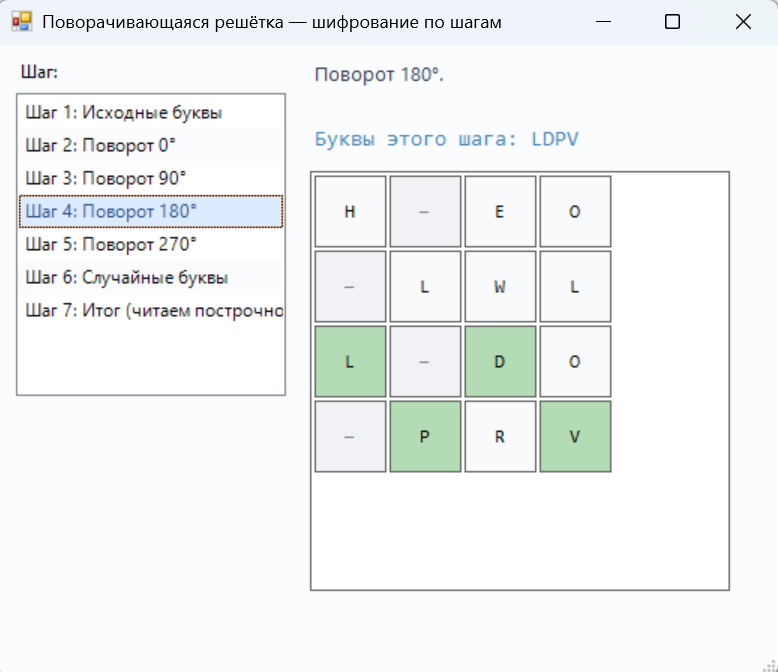 Поворачивающаяся решётка — шифрование по шагам
Шаг:
Шаг 1: Исходные буквы
Шаг 2: Поворот 0°
Шаг 3: Поворот 90°
Шаг 4: Поворот 180°
Шаг 5: Поворот 270°
Шаг 6: Случайные буквы
Шаг 7: Итог (читаем построчно
Поворот 180°.
Буквы этого шага: LDPV
H – E O
– L W L
L – D O
– P R V